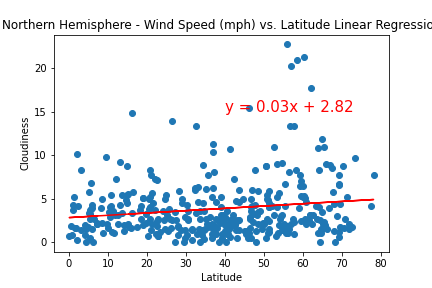 Northern Hemisphere - Wind Speed (mph) vs. Latitude Linear Regressio
y = 0.03x + 2.82
Cloudiness
20
15
10
5
0
0 10 20 30 40 50 60 70 80
Latitude